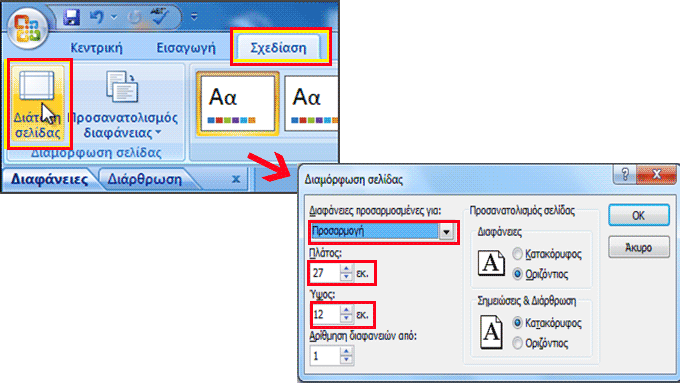 ABC
Κεντρική Εισαγωγή Σχεδίαση
Διάταξη σελίδας
Προσανατολισμός διαφάνειας
Αα Αα
Διαμόρφωση σελίδας
Διαφάνειες Διάρθρωση x
Διαμόρφωση σελίδας
Διαφάνειες προσαρμοσμένες για:
Προσαρμογή
Πλάτος:
27 εκ.
Ύψος:
12 εκ.
Αρίθμηση διαφανειών από:
1
Προσανατολισμός σελίδας
Διαφάνειες
A
Κατακόρυφος
Οριζόντιος
Σημειώσεις & Διάρθρωση
A
Κατακόρυφος
Οριζόντιος
OK
Άκυρο